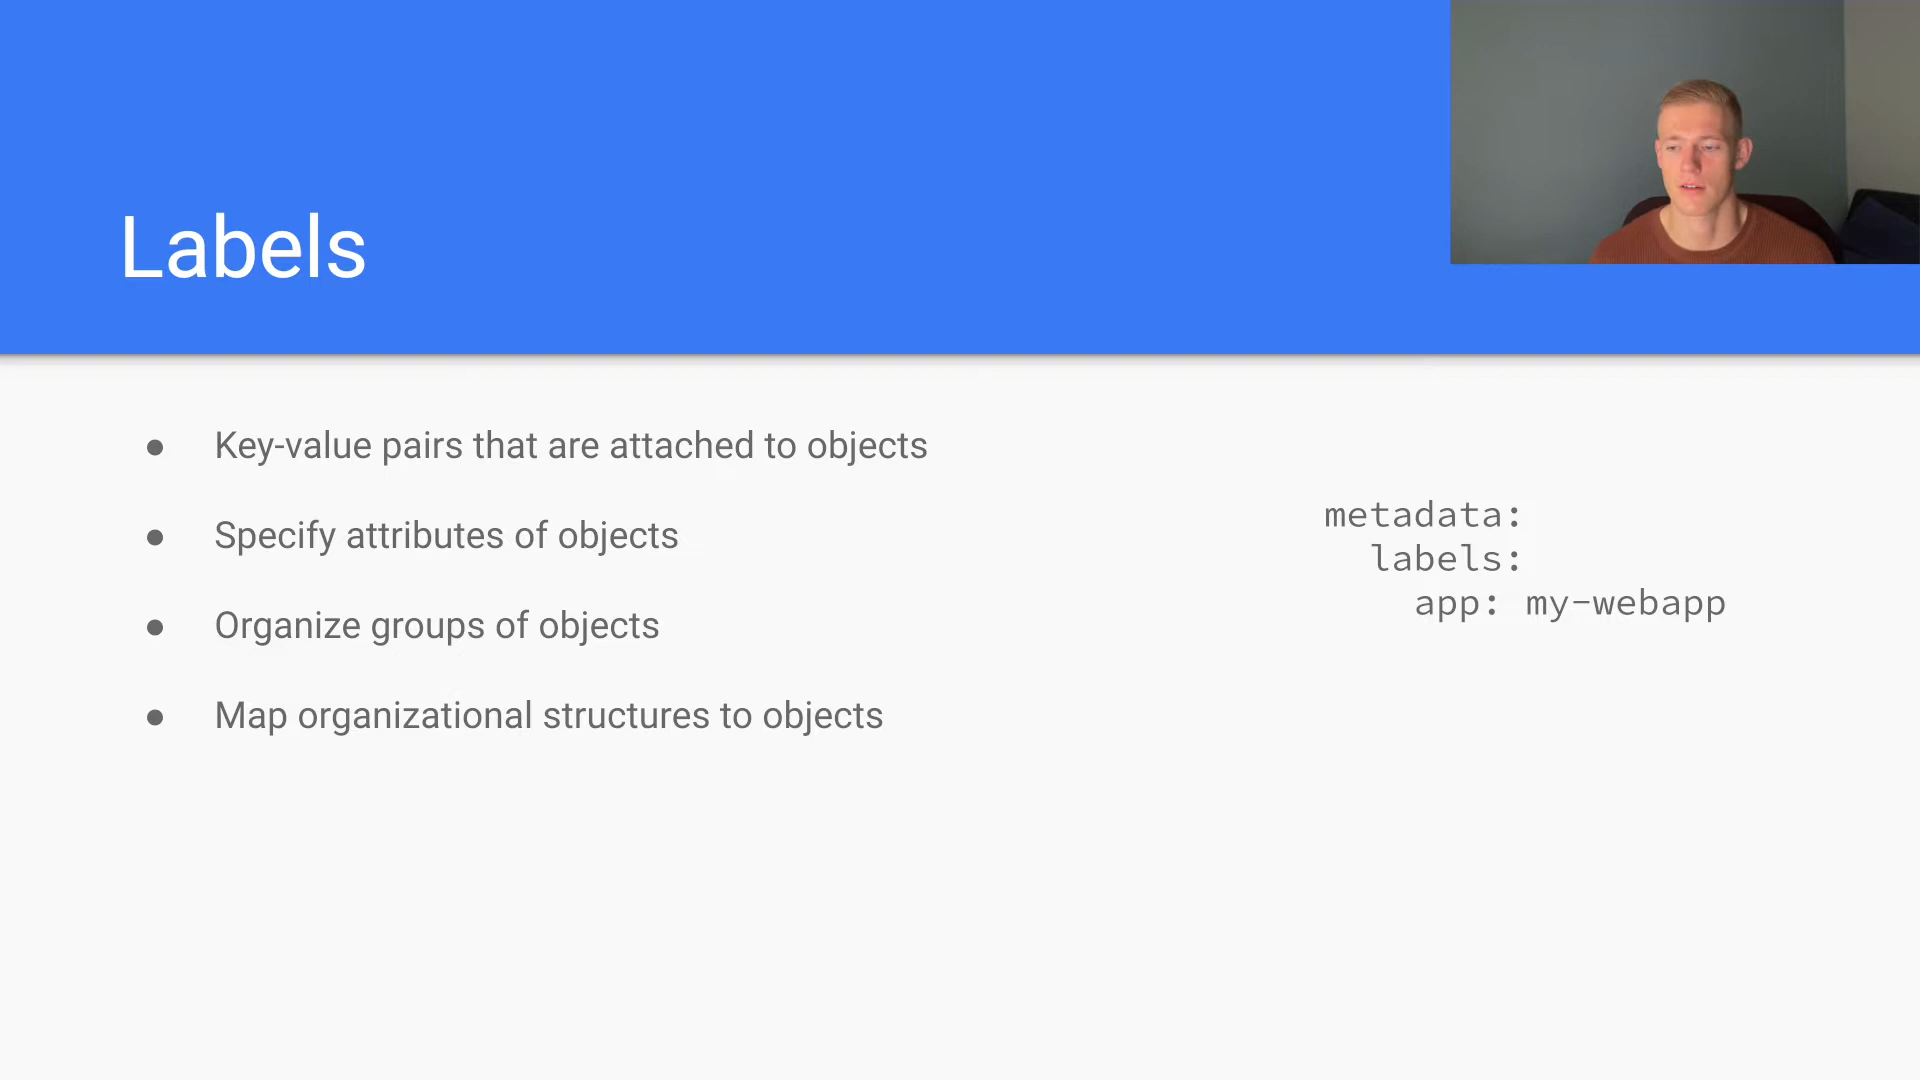 Labels
● Key-value pairs that are attached to objects
● Specify attributes of objects
● Organize groups of objects
● Map organizational structures to objects
metadata:
  labels:
    app: my-webapp